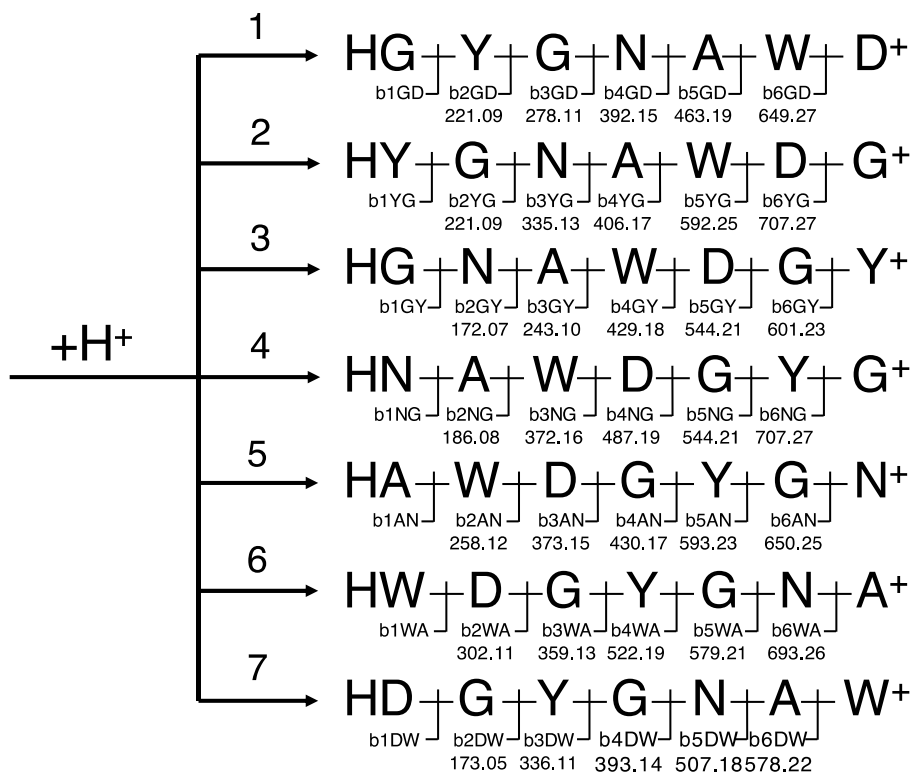 1
HG Y G N A W D+
b1GD b2GD b3GD b4GD b5GD b6GD
221.09 278.11 392.15 463.19 649.27
2
HY G N A W D G+
b1YG b2YG b3YG b4YG b5YG b6YG
221.09 335.13 406.17 592.25 707.27
3
HG N A W D G Y+
b1GY b2GY b3GY b4GY b5GY b6GY
172.07 243.10 429.18 544.21 601.23
+H+
4
HN A W D G Y G+
b1NG b2NG b3NG b4NG b5NG b6NG
186.08 372.16 487.19 544.21 707.27
5
HA W D G Y G N+
b1AN b2AN b3AN b4AN b5AN b6AN
258.12 373.15 430.17 593.23 650.25
6
HW D G Y G N A+
b1WA b2WA b3WA b4WA b5WA b6WA
302.11 359.13 522.19 579.21 693.26
7
HD G Y G N A W+
b1DW b2DW b3DW b4DW b5DW b6DW
173.05 336.11 393.14 507.18 578.22